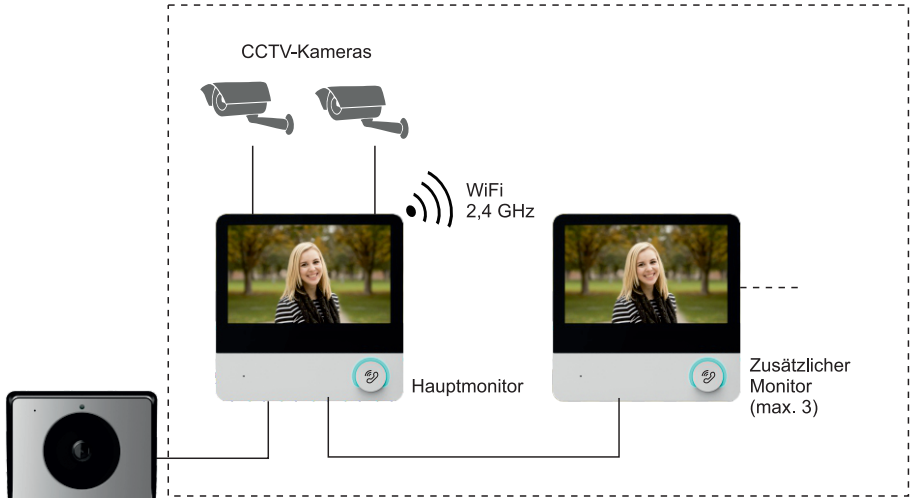 CCTV-Kameras
WiFi
2,4 GHz
Hauptmonitor
Zusätzlicher
Monitor
(max. 3)